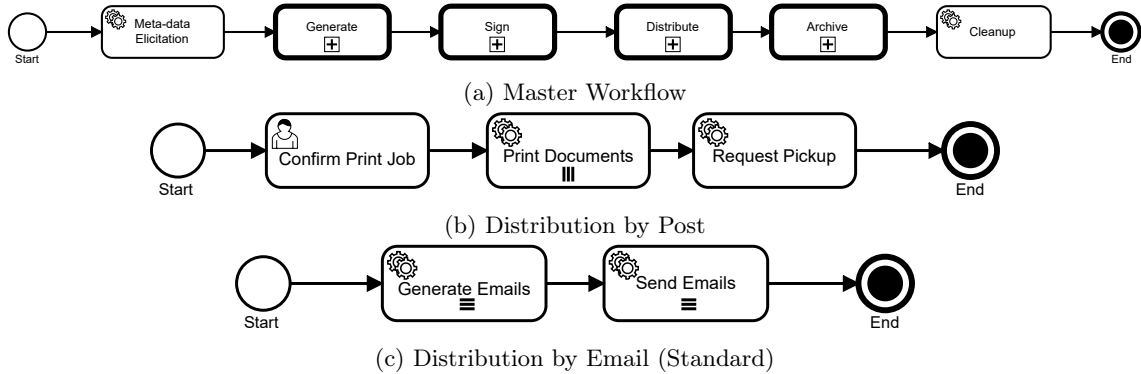 Meta-data
Elicitation
Generate
Sign
Distribute
Archive
Cleanup
Start
End
(a) Master Workflow
Confirm Print Job
Print Documents
Request Pickup
Start
End
(b) Distribution by Post
Generate Emails
Send Emails
Start
End
(c) Distribution by Email (Standard)